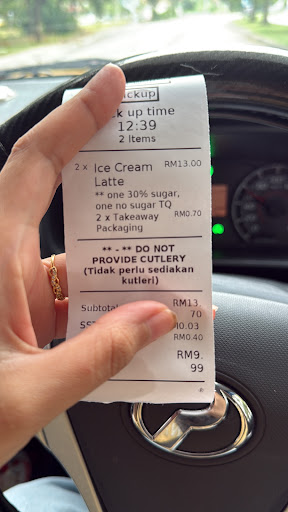 Pickup
up time
12:39
2 Items
2 x Ice Cream RM13.00
Latte
** one 30% sugar,
one no sugar TQ
2 x Takeaway RM0.70
Packaging
** - ** DO NOT
PROVIDE CUTLERY
(Tidak perlu sediakan
kutleri)
Subtotal RM13.
70
RM0.40
RM9.
99